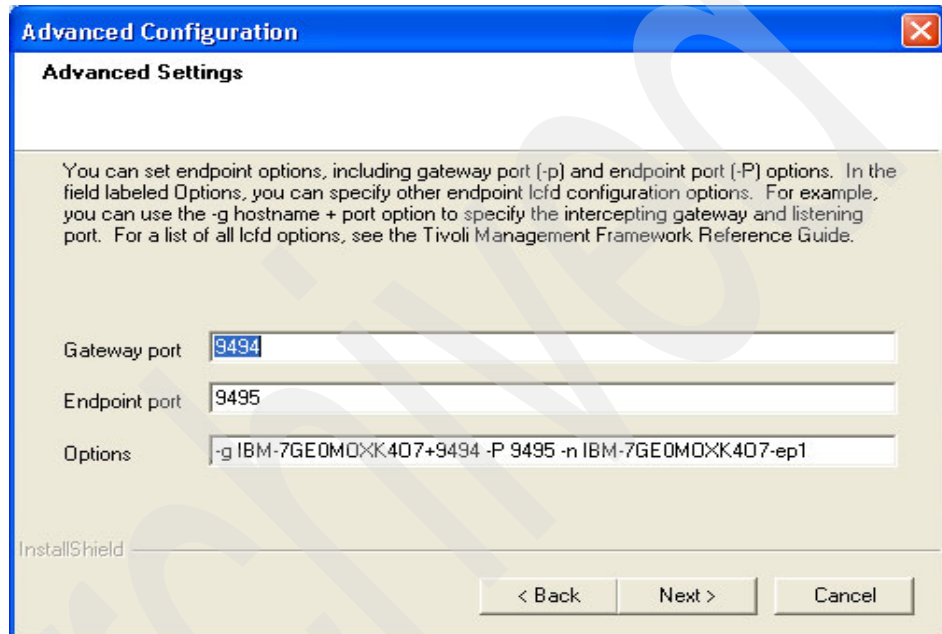 Advanced Configuration
Advanced Settings
You can set endpoint options, including gateway port (-p) and endpoint port (-P) options. In the
field labeled Options, you can specify other endpoint lcfd configuration options. For example,
you can use the -g hostname + port option to specify the intercepting gateway and listening
port. For a list of all lcfd options, see the Tivoli Management Framework Reference Guide.
Gateway port 9494
Endpoint port 9495
Options -g IBM-7GE0MOXK4O7+9494 -P 9495 -n IBM-7GE0MOXK4O7-ep1
InstallShield
< Back Next > Cancel